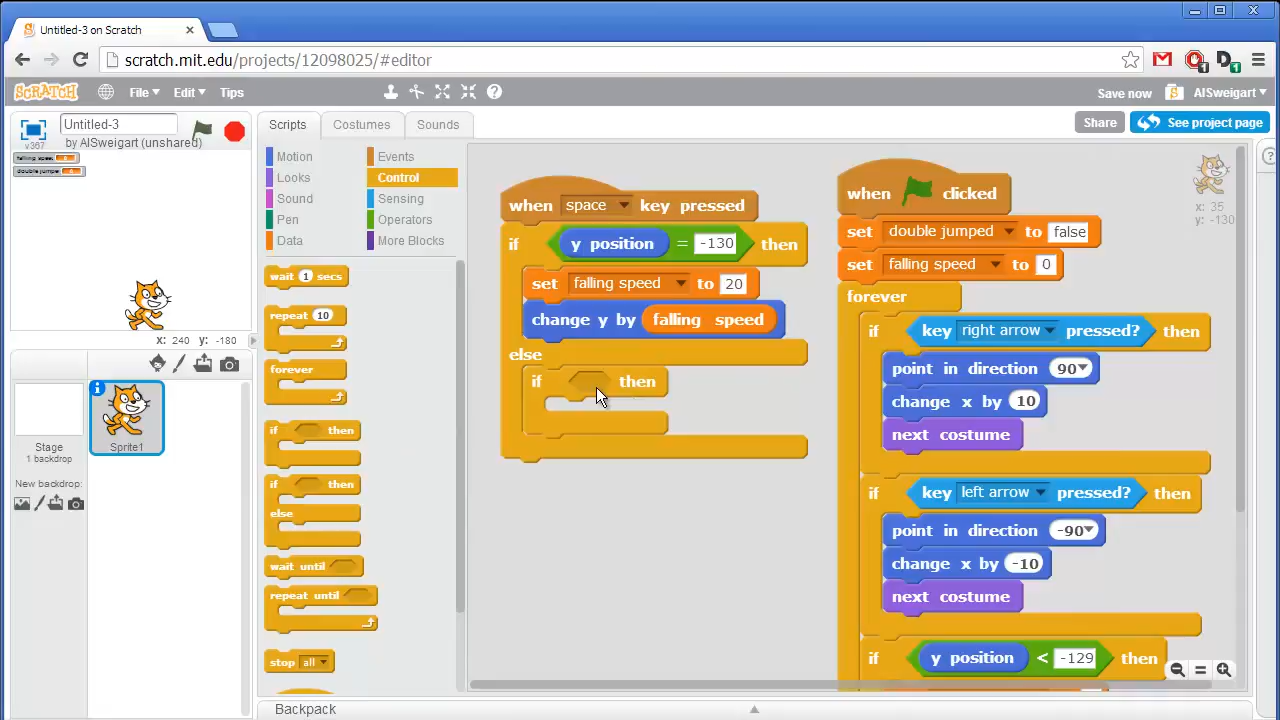 Untitled-3 on Scratch
scratch.mit.edu/projects/12098025/#editor
SCRATCH File Edit Tips Save now AlSweigart
Untitled-3
by AlSweigart (unshared)
v367
Scripts Costumes Sounds
Share See project page
falling speed
double jumped
Motion Events
Looks Control
Sound Sensing
Pen Operators
Data More Blocks
x: 35
y: -130
x: 240 y: -180
Sprite1
Stage
1 backdrop
New backdrop:
wait 1 secs
repeat 10
forever
if then
if then
else
wait until
repeat until
stop all
when space key pressed
if y position = -130 then
set falling speed to 20
change y by falling speed
else
if then
when clicked
set double jumped to false
set falling speed to 0
forever
if key right arrow pressed? then
point in direction 90
change x by 10
next costume
if key left arrow pressed? then
point in direction -90
change x by -10
next costume
if y position < -129 then
Backpack